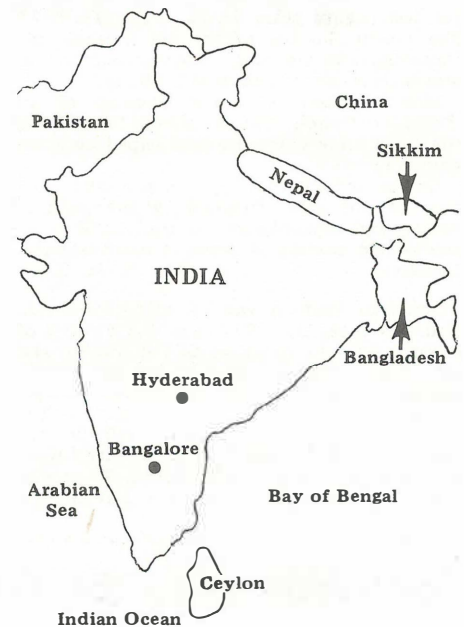 China
Pakistan
Sikkim
Nepal
INDIA
Bangladesh
Hyderabad
Bangalore
Arabian
Sea
Bay of Bengal
Ceylon
Indian Ocean